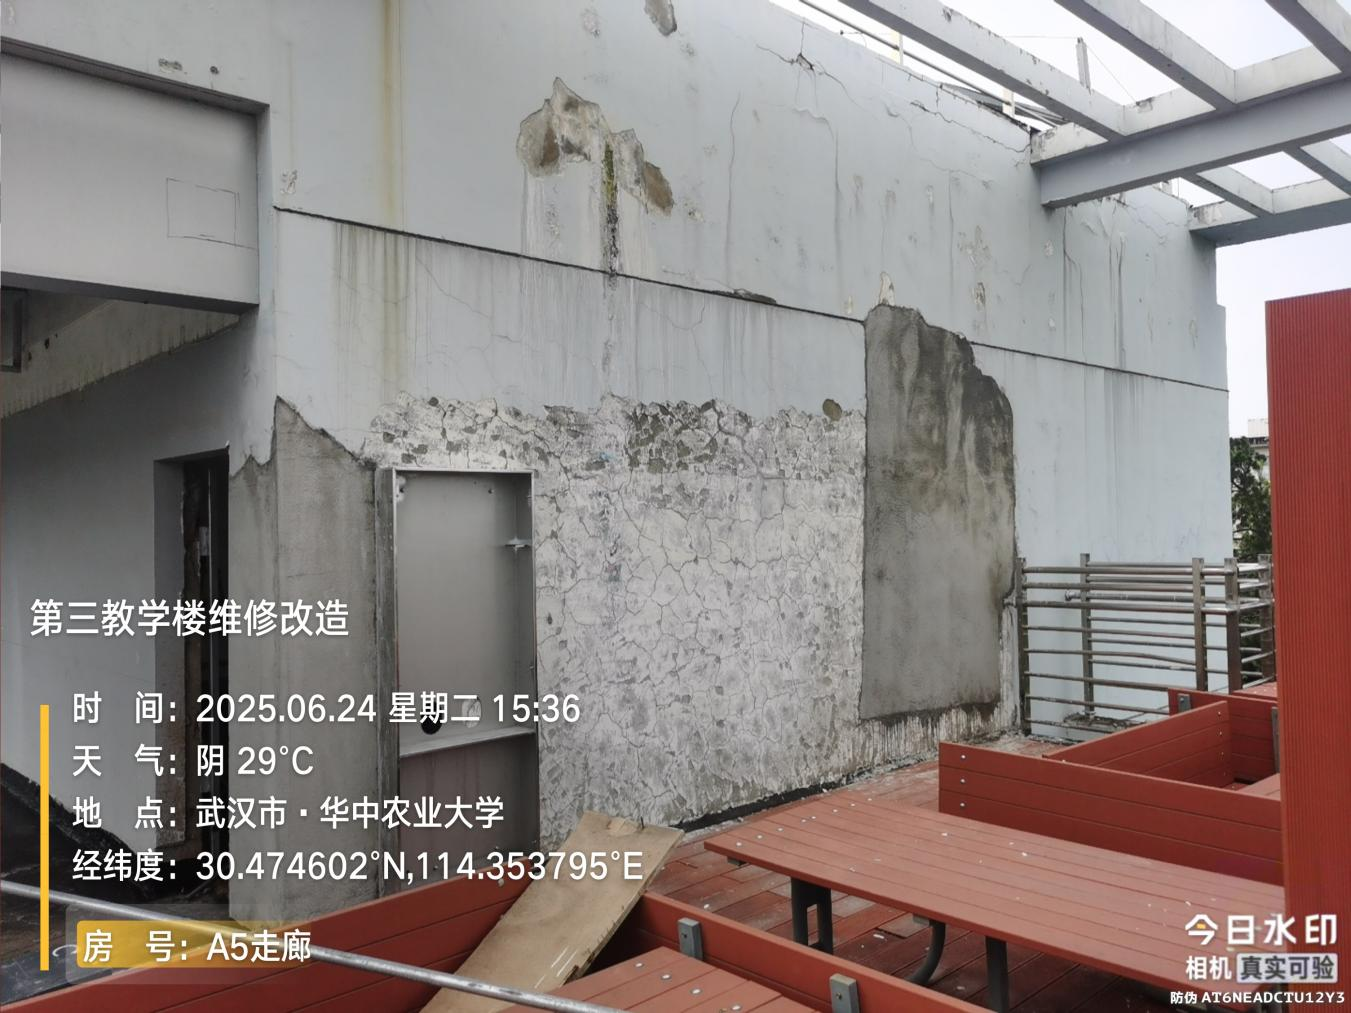 第三教学楼维修改造
时 间：2025.06.24 星期二 15:36
天 气：阴 29℃
地 点：武汉市·华中农业大学
经纬度：30.474602°N,114.353795°E
房 号：A5走廊
今日水印
相机 真实可验
防伪 AT6NEADCTU12Y3